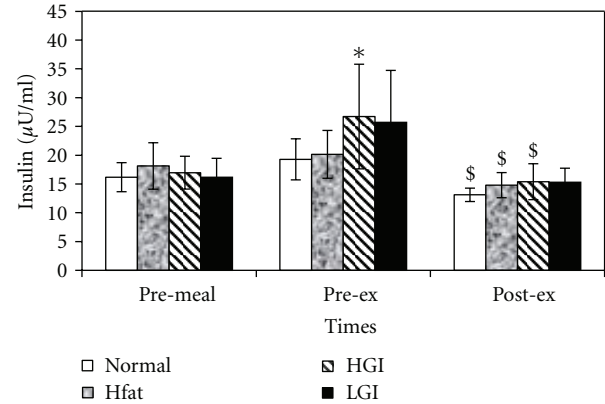 45
40
35
30
25
20
15
10
5
0
Insulin (μU/ml)
*
$ $ $
Pre-meal Pre-ex Post-ex
Times
Normal HGI
Hfat LGI